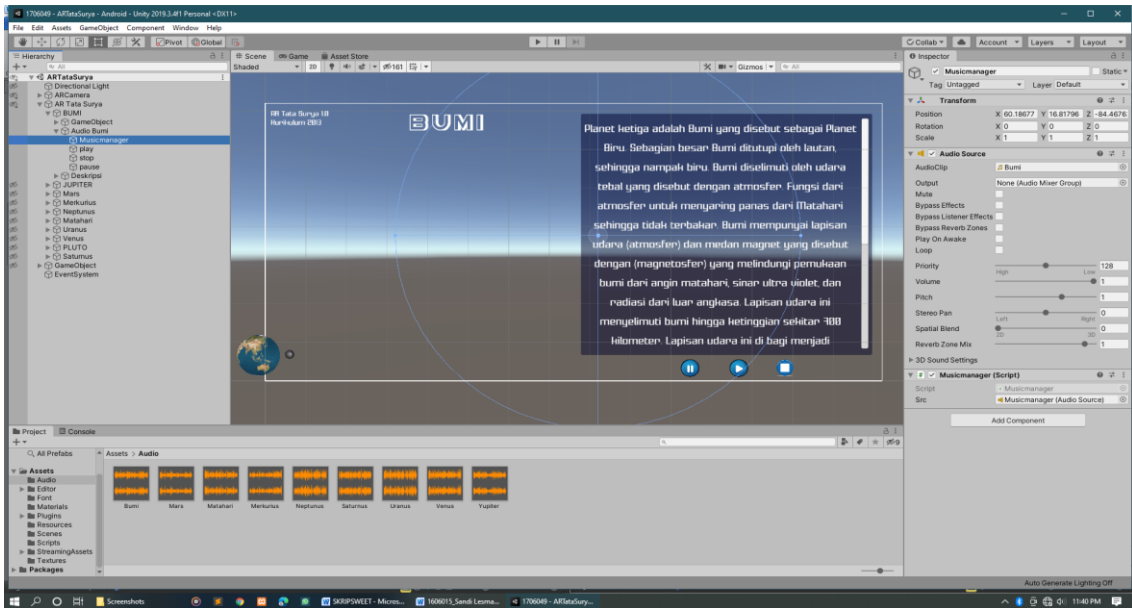 1706049 - ARTataSurya - Android - Unity 2019.3.4f1 Personal <DX11>
File Edit Assets GameObject Component Window Help
Pivot Global
Collab Account Layers Layout
Hierarchy
All
ARTataSurya
Directional Light
ARCamera
AR Tata Surya
BUMI
GameObject
Audio Bumi
Musicmanager
play
stop
pause
Deskripsi
JUPITER
Mars
Merkurius
Neptunus
Matahari
Uranus
Venus
PLUTO
Saturnus
GameObject
EventSystem
Scene Game Asset Store
Shaded 2D 161 Gizmos All
BUMI
Planet ketiga adalah Bumi yang disebut sebagai Planet
Biru. Sebagian besar Bumi ditutupi oleh lautan,
sehingga nampak biru. Bumi diselimuti oleh udara
tebal yang disebut dengan atmosfer. Fungsi dari
atmosfer untuk menyaring panas dari Matahari
sehingga tidak terbakar. Bumi mempunyai lapisan
udara (atmosfer) dan medan magnet yang disebut
dengan (magnetosfer) yang melindungi pemukaan
bumi dari angin matahari, sinar ultra violet, dan
radiasi dari luar angkasa. Lapisan udara ini
menyelimuti bumi hingga ketinggian sekitar 700
kilometer. Lapisan udara ini di bagi menjadi
Inspector
Musicmanager Static
Tag Untagged Layer Default
Transform
Position X 60.18677 Y 16.81796 Z -84.4676
Rotation X 0 Y 0 Z 0
Scale X 1 Y 1 Z 1
Audio Source
AudioClip Bumi
Output None (Audio Mixer Group)
Mute
Bypass Effects
Bypass Listener Effects
Bypass Reverb Zones
Play On Awake
Loop
Priority 128
High Low
Volume 1
Pitch 1
Stereo Pan 0
Left Right
Spatial Blend 0
2D 3D
Reverb Zone Mix 1
3D Sound Settings
Musicmanager (Script)
Script Musicmanager
Src Musicmanager (Audio Source)
Add Component
Project Console
9
All Prefabs
Assets
Audio
Editor
Font
Materials
Plugins
Resources
Scenes
Scripts
StreamingAssets
Textures
Packages
Assets > Audio
Bumi Mars Matahari Merkurius Neptunus Saturnus Uranus Venus Yupiter
Auto Generate Lighting Off
Screenshots SKRIPSWEET - Micros... 1606015_Sandi Lesma... 1706049 - ARTataSury... 11:40 PM